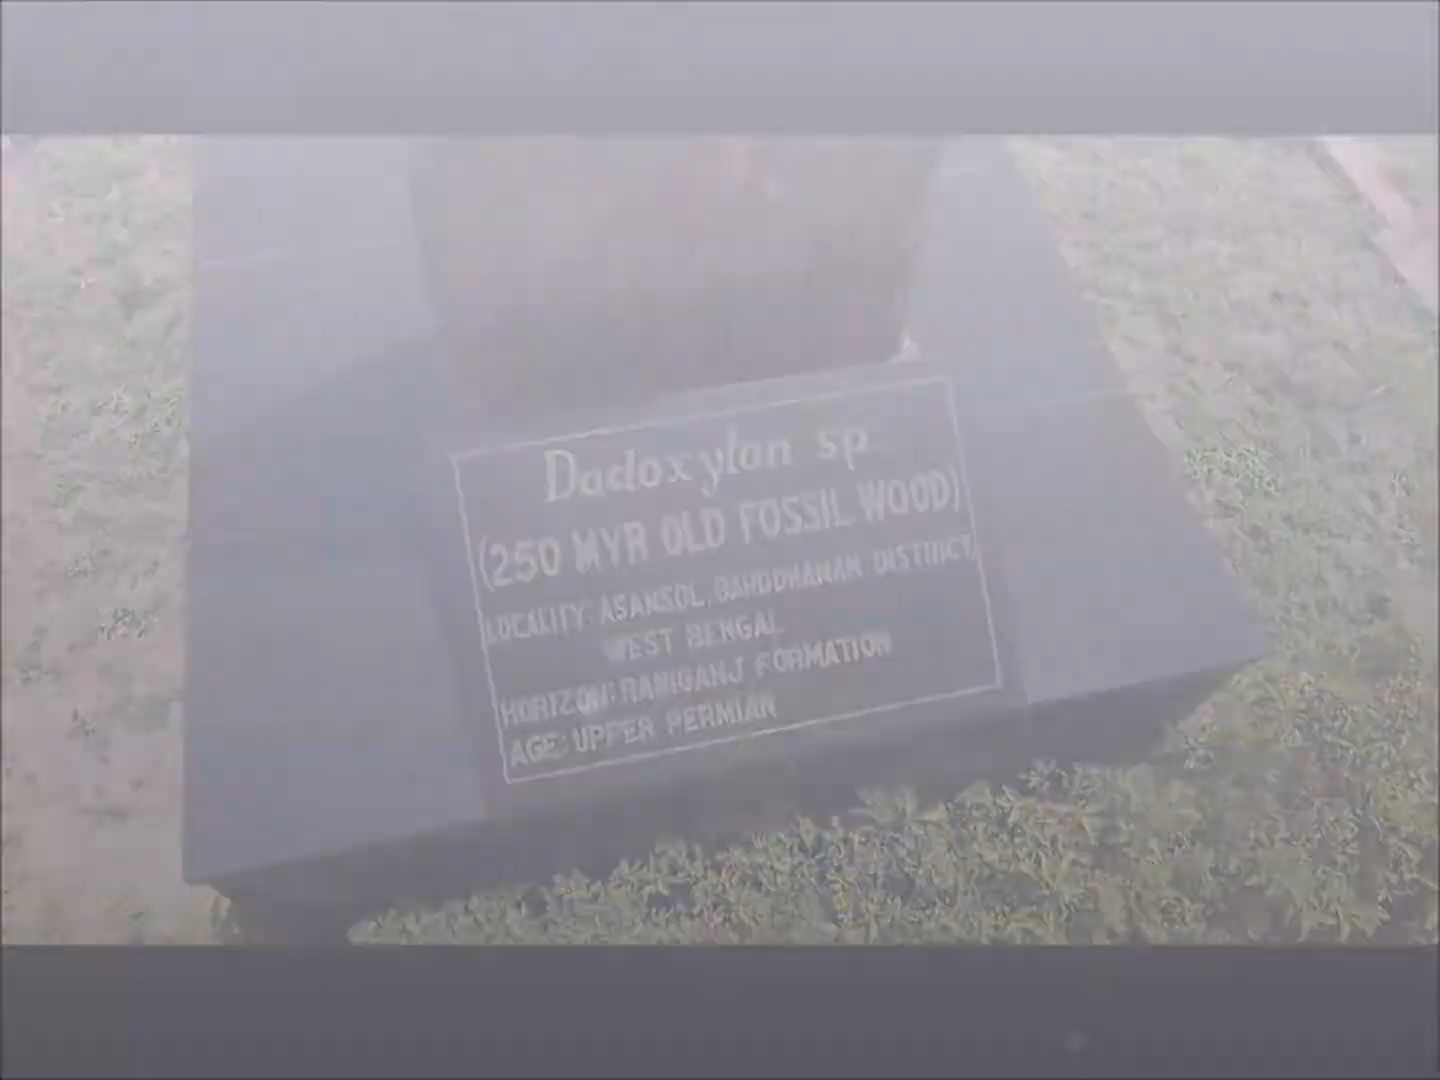 Dadoxylon sp.
(250 MYR OLD FOSSIL WOOD)
LOCALITY: ASANSOL, BARDDHAMAN DISTRICT,
WEST BENGAL
HORIZON: RANIGANJ FORMATION
AGE: UPPER PERMIAN